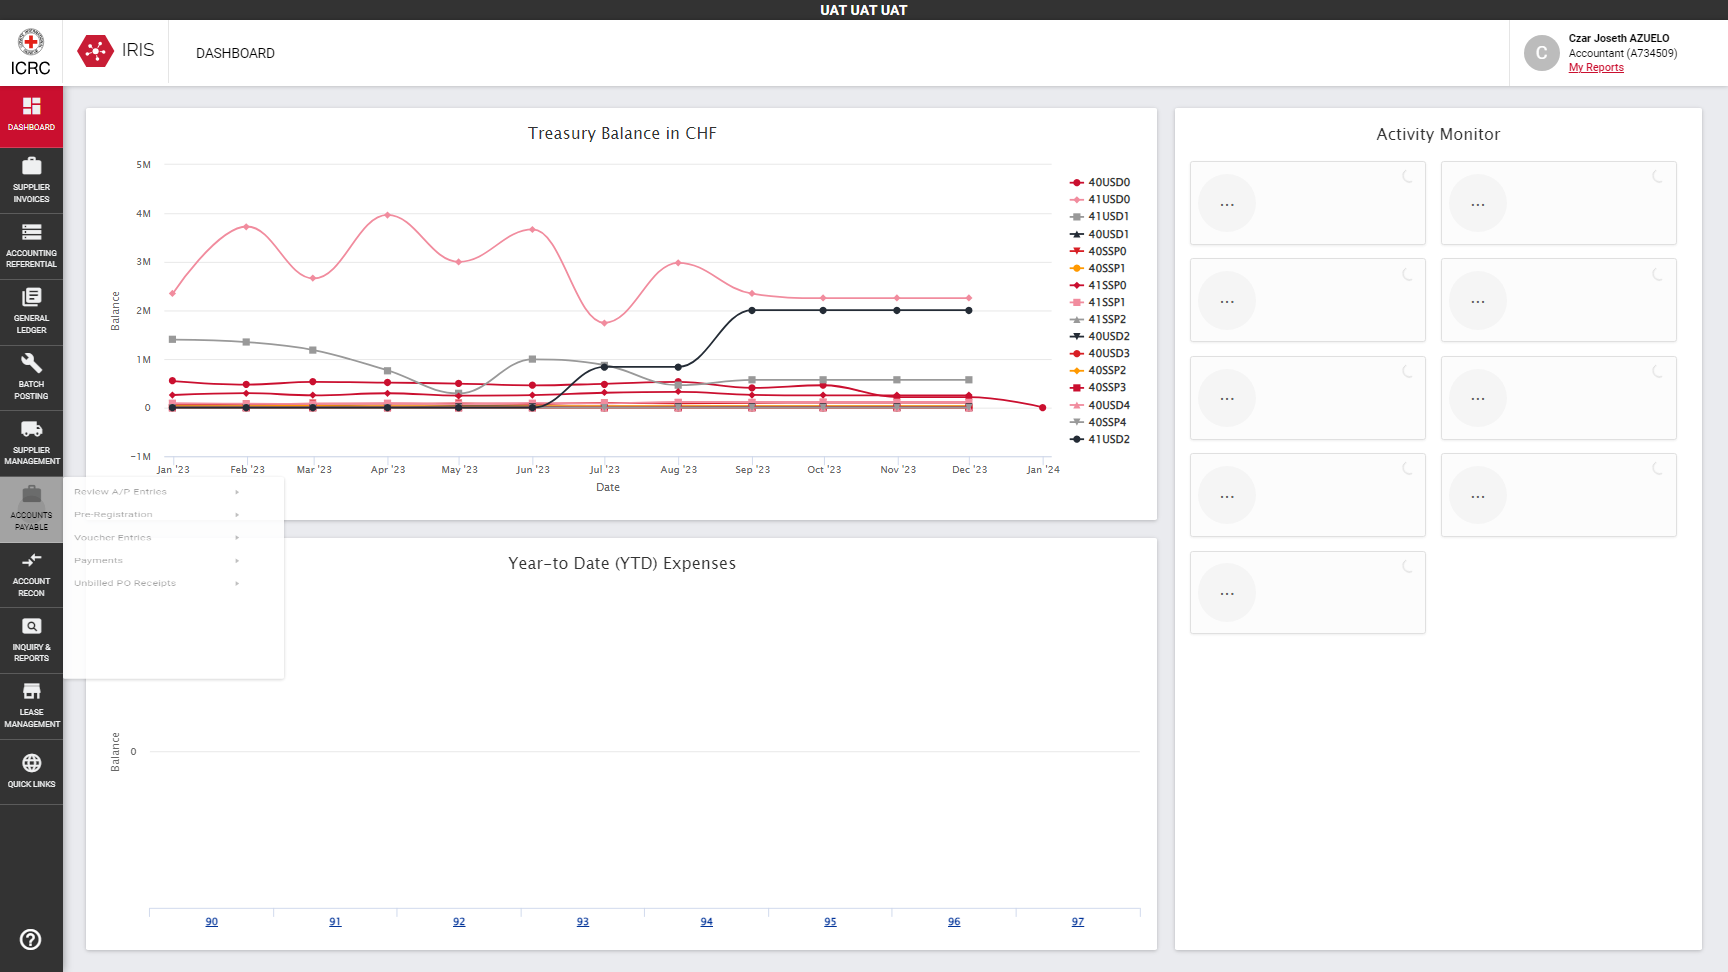 UAT UAT UAT
ICRC
IRIS
DASHBOARD
Czar Joseth AZUELO
Accountant (A734509)
My Reports
C
DASHBOARD
SUPPLIER
INVOICES
ACCOUNTING
REFERENTIAL
GENERAL
LEDGER
BATCH
POSTING
SUPPLIER
MANAGEMENT
ACCOUNTS
PAYABLE
ACCOUNT
RECON
INQUIRY &
REPORTS
LEASE
MANAGEMENT
QUICK LINKS
Review A/P Entries
Pre-Registration
Voucher Entries
Payments
Unbilled PO Receipts
Treasury Balance in CHF
Balance
5M
4M
3M
2M
1M
0
−1M
Jan '23 Feb '23 Mar '23 Apr '23 May '23 Jun '23 Jul '23 Aug '23 Sep '23 Oct '23 Nov '23 Dec '23 Jan '24
Date
40USD0
41USD0
41USD1
40USD1
40SSP0
40SSP1
41SSP0
41SSP1
41SSP2
40USD2
40USD3
40SSP2
40SSP3
40USD4
40SSP4
41USD2
Year-to Date (YTD) Expenses
Balance
0
90 91 92 93 94 95 96 97
Activity Monitor
... ...
... ...
... ...
... ...
...